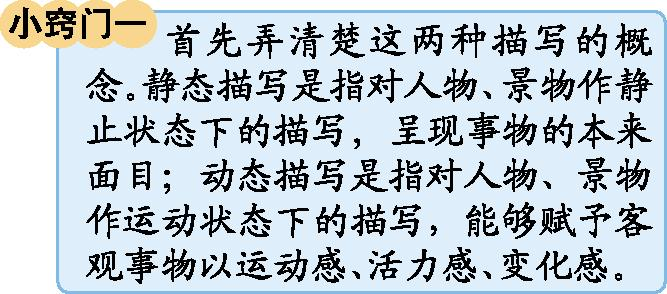 小窍门一
首先弄清楚这两种描写的概
念。静态描写是指对人物、景物作静
止状态下的描写，呈现事物的本来
面目；动态描写是指对人物、景物
作运动状态下的描写，能够赋予客
观事物以运动感、活力感、变化感。